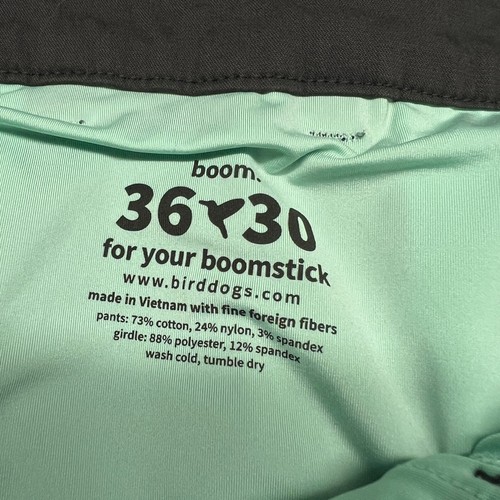 boom.
36 30
for your boomstick
www.birddogs.com
made in Vietnam with fine foreign fibers
pants: 73% cotton, 24% nylon, 3% spandex
girdle: 88% polyester, 12% spandex
wash cold, tumble dry